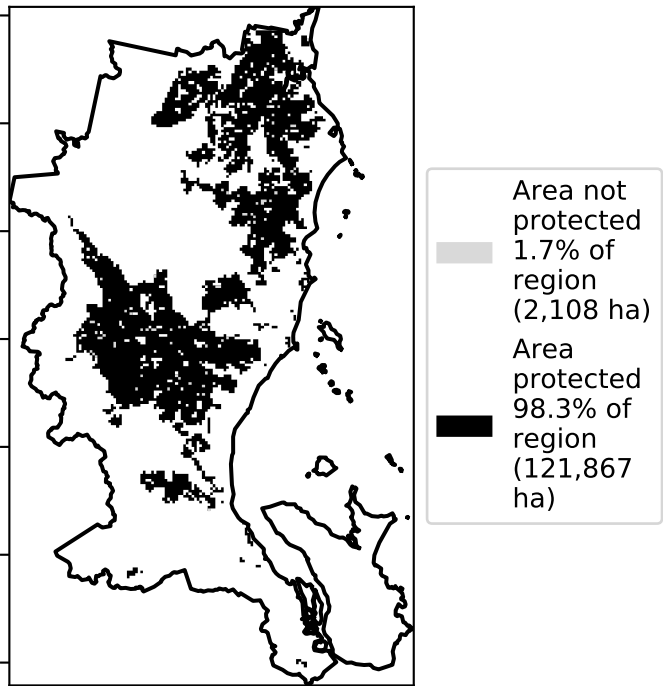 Area not
protected
1.7% of
region
(2,108 ha)
Area
protected
98.3% of
region
(121,867
ha)